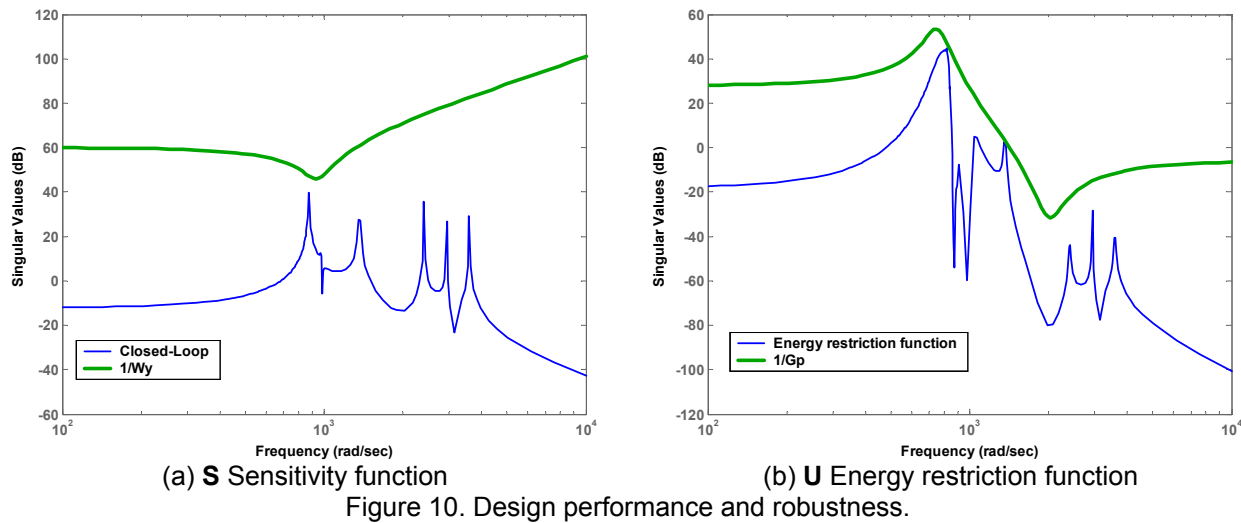 120
100
80
60
40
20
0
-20
-40
-60
Singular Values (dB)
Closed-Loop
1/Wy
10^2
10^3
10^4
Frequency (rad/sec)
(a) S Sensitivity function
60
40
20
0
-20
-40
-60
-80
-100
-120
Singular Values (dB)
Energy restriction function
1/Gp
10^2
10^3
10^4
Frequency (rad/sec)
(b) U Energy restriction function
Figure 10. Design performance and robustness.